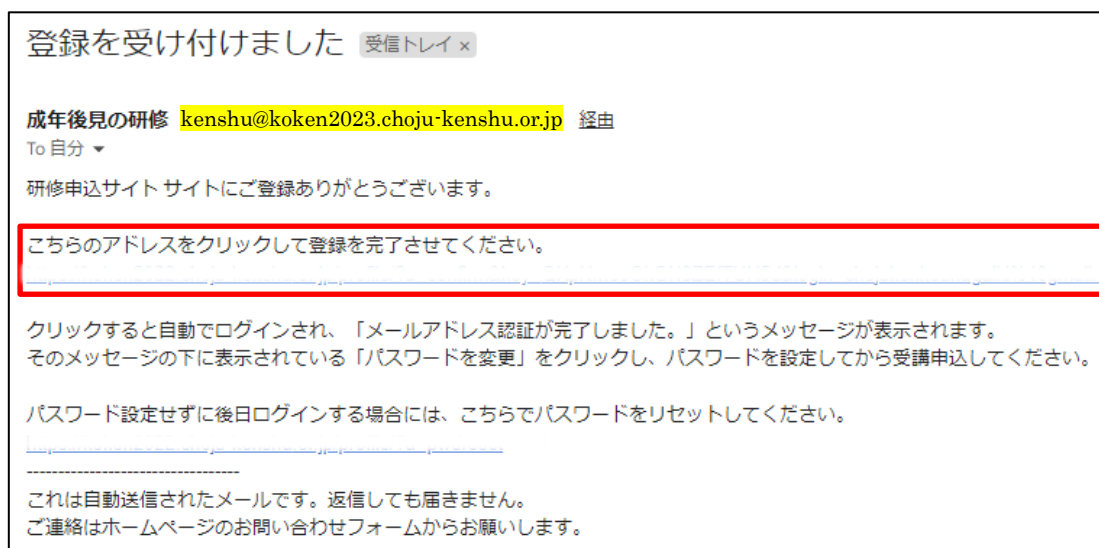 登録を受け付けました 受信トレイ ×
成年後見の研修 kenshu@koken2023.choju-kenshu.or.jp 経由
To 自分
研修申込サイト サイトにご登録ありがとうございます。
こちらのアドレスをクリックして登録を完了させてください。
クリックすると自動でログインされ、「メールアドレス認証が完了しました。」というメッセージが表示されます。
そのメッセージの下に表示されている「パスワードを変更」をクリックし、パスワードを設定してから受講申込してください。
パスワード設定せずに後日ログインする場合には、こちらでパスワードをリセットしてください。
----------------------------------
これは自動送信されたメールです。返信しても届きません。
ご連絡はホームページのお問い合わせフォームからお願いします。